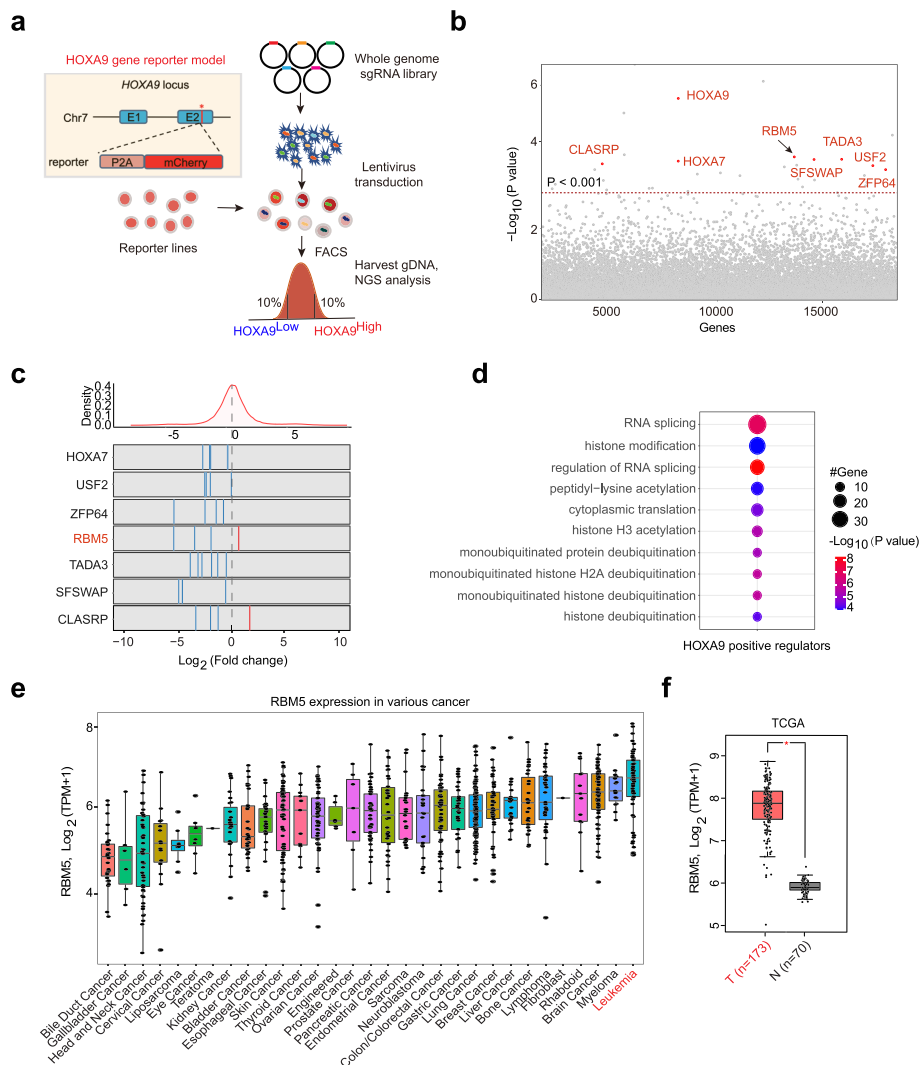 a
HOXA9 gene reporter model
HOXA9 locus
Chr7
E1
E2
*
reporter
P2A
mCherry
Reporter lines
Whole genome
sgRNA library
Lentivirus
transduction
FACS
Harvest gDNA,
NGS analysis
10%
10%
HOXA9Low
HOXA9High
b
−Log10(P value)
6
4
2
0
HOXA9
CLASRP
HOXA7
RBM5
TADA3
SFSWAP
USF2
ZFP64
P < 0.001
5000
10000
15000
Genes
c
Density
0.4
0.3
0.2
0.1
0.0
-5
0
5
HOXA7
USF2
ZFP64
RBM5
TADA3
SFSWAP
CLASRP
−10
−5
0
5
10
Log2 (Fold change)
d
RNA splicing
histone modification
regulation of RNA splicing
peptidyl−lysine acetylation
cytoplasmic translation
histone H3 acetylation
monoubiquitinated protein deubiquitination
monoubiquitinated histone H2A deubiquitination
monoubiquitinated histone deubiquitination
histone deubiquitination
HOXA9 positive regulators
#Gene
10
20
30
-Log10(P value)
8
7
6
5
4
e
RBM5 expression in various cancer
RBM5, Log2(TPM+1)
8
6
4
Bile Duct Cancer
Gallbladder Cancer
Head and Neck Cancer
Cervical Cancer
Liposarcoma
Eye Cancer
Teratoma
Kidney Cancer
Bladder Cancer
Esophageal Cancer
Skin Cancer
Thyroid Cancer
Ovarian Cancer
Engineered
Prostate Cancer
Pancreatic Cancer
Endometrial Cancer
Sarcoma
Neuroblastoma
Colon/Colorectal Cancer
Gastric Cancer
Lung Cancer
Breast Cancer
Liver Cancer
Bone Cancer
Lymphoma
Fibroblast
Rhabdoid
Brain Cancer
Myeloma
Leukemia
f
TCGA
*
RBM5, Log2(TPM+1)
9
8
7
6
5
T (n=173)
N (n=70)